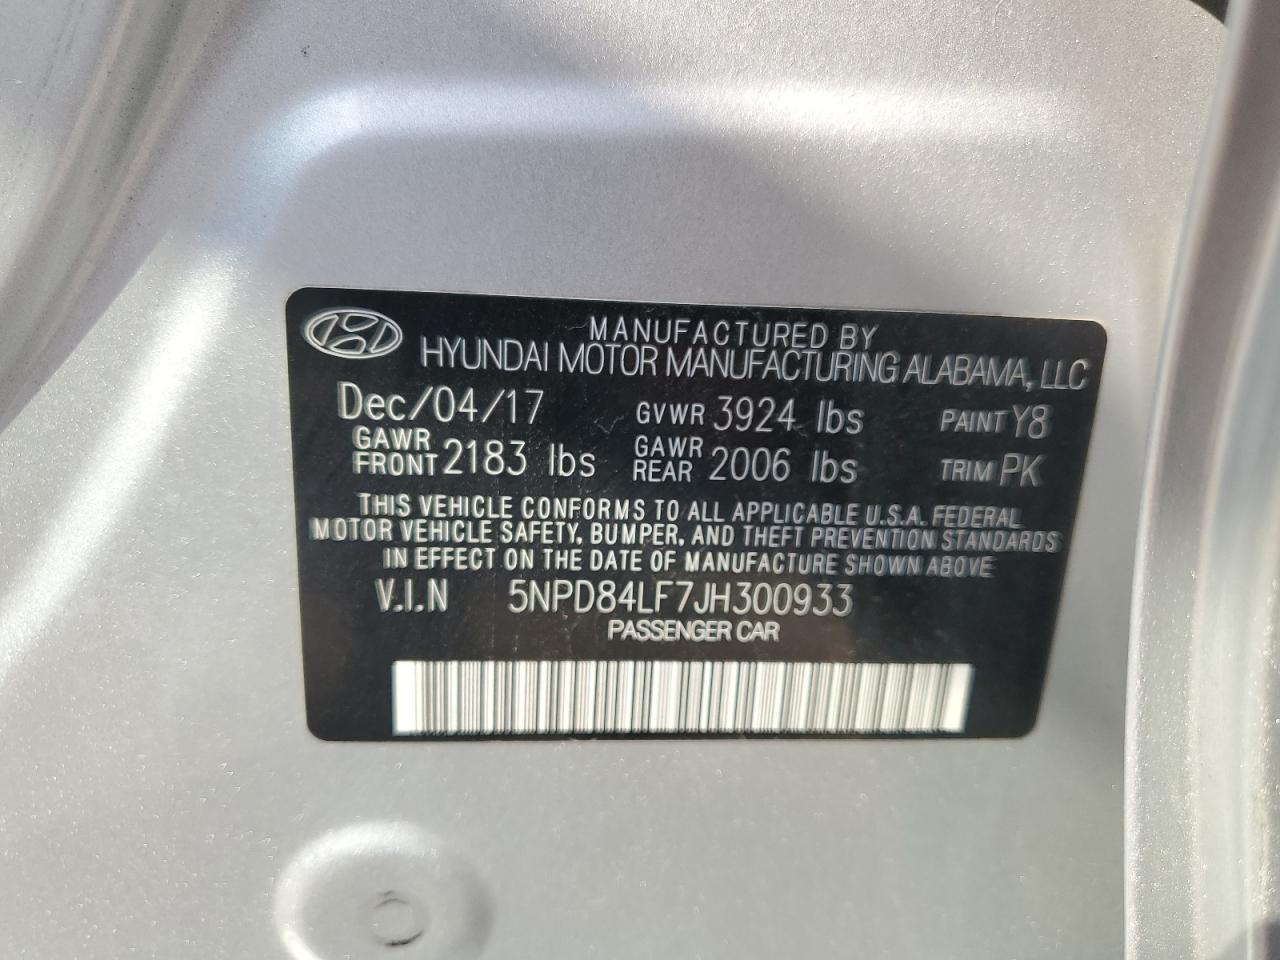 MANUFACTURED BY
HYUNDAI MOTOR MANUFACTURING ALABAMA, LLC
Dec/04/17 GVWR 3924 lbs PAINT Y8
GAWR FRONT 2183 lbs GAWR REAR 2006 lbs TRIM PK
THIS VEHICLE CONFORMS TO ALL APPLICABLE U.S.A. FEDERAL
MOTOR VEHICLE SAFETY, BUMPER, AND THEFT PREVENTION STANDARDS
IN EFFECT ON THE DATE OF MANUFACTURE SHOWN ABOVE
V.I.N 5NPD84LF7JH300933
PASSENGER CAR